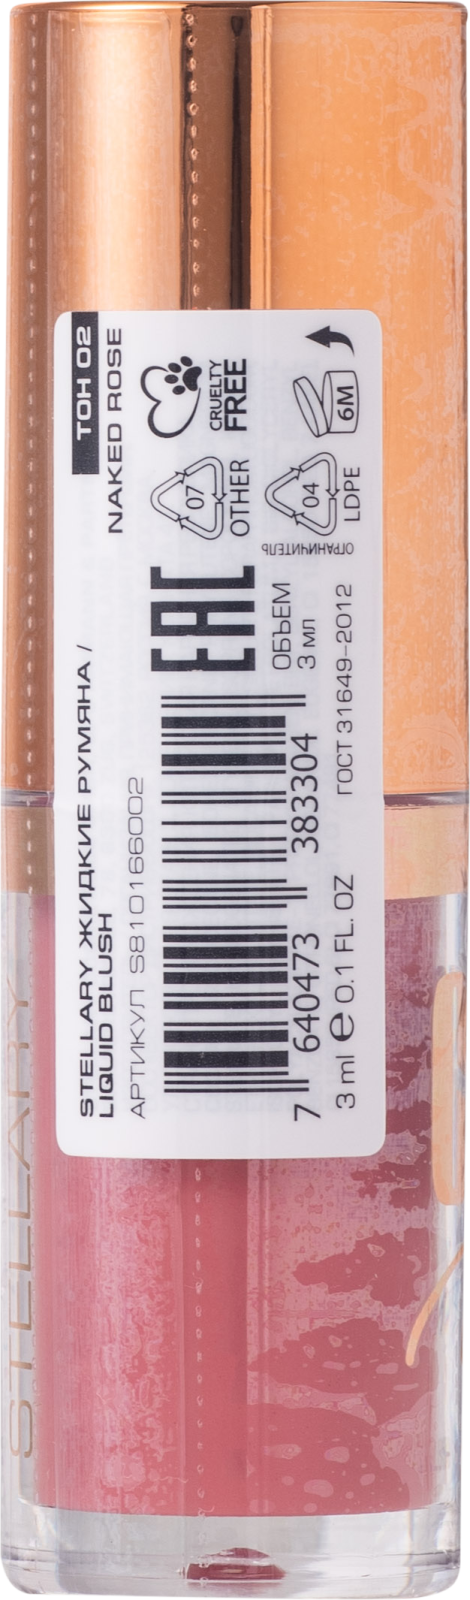 STELLARY ЖИДКИЕ РУМЯНА /
LIQUID BLUSH
ТОН 02
NAKED ROSE
АРТИКУЛ S810166002
CRUELTY
FREE
07
OTHER
EAC
7 640473 383304
6M
04
LDPE
ОГРАНИЧИТЕЛЬ
ОБЪЕМ
3 мл
3 ml e 0.1 FL. OZ
ГОСТ 31649-2012
STELLARY